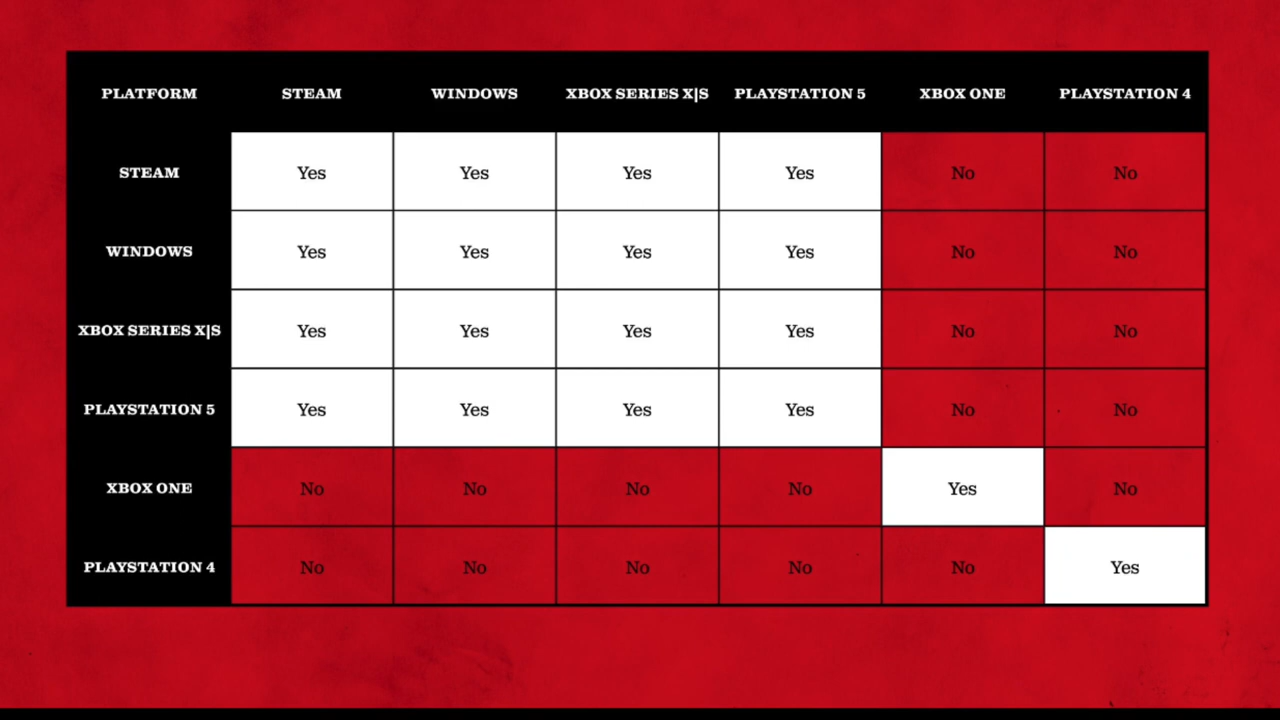 PLATFORM STEAM WINDOWS XBOX SERIES X|S PLAYSTATION 5 XBOX ONE PLAYSTATION 4
STEAM Yes Yes Yes Yes No No
WINDOWS Yes Yes Yes Yes No No
XBOX SERIES X|S Yes Yes Yes Yes No No
PLAYSTATION 5 Yes Yes Yes Yes No No
XBOX ONE No No No No Yes No
PLAYSTATION 4 No No No No No Yes